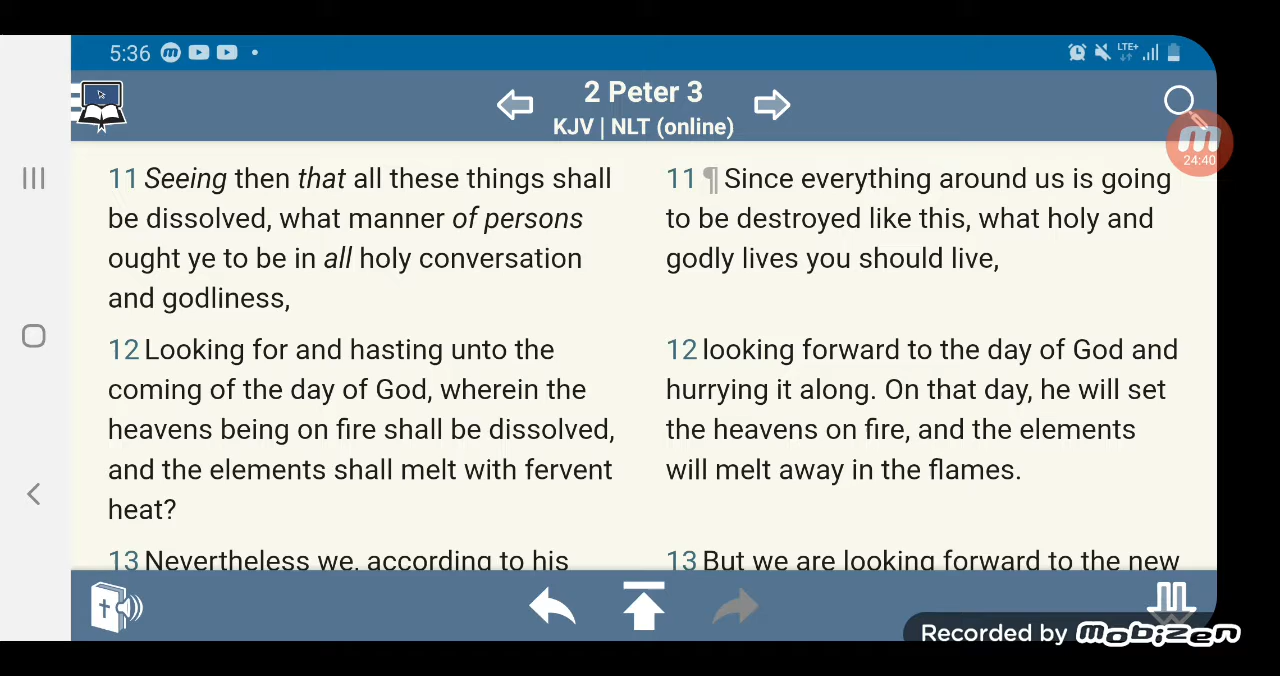 5:36
LTE+
2 Peter 3
KJV | NLT (online)
24:40
11 Seeing then that all these things shall
be dissolved, what manner of persons
ought ye to be in all holy conversation
and godliness,
12 Looking for and hasting unto the
coming of the day of God, wherein the
heavens being on fire shall be dissolved,
and the elements shall melt with fervent
heat?
13 Nevertheless we, according to his
11 ¶ Since everything around us is going
to be destroyed like this, what holy and
godly lives you should live,
12 looking forward to the day of God and
hurrying it along. On that day, he will set
the heavens on fire, and the elements
will melt away in the flames.
13 But we are looking forward to the new
Recorded by Mobizen